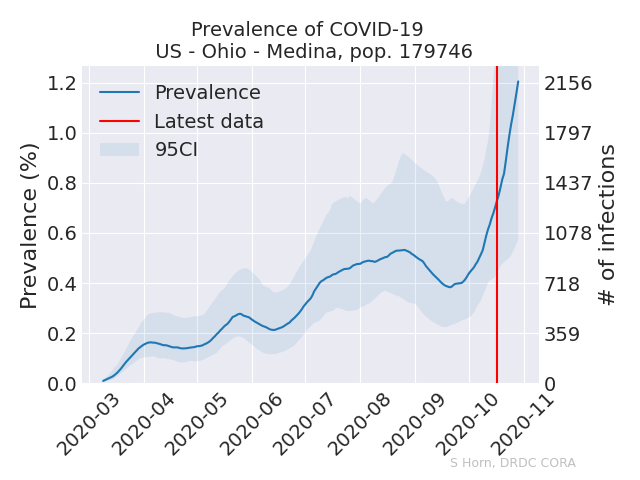 Prevalence of COVID-19
US - Ohio - Medina, pop. 179746
Prevalence
Latest data
95CI
Prevalence (%)
1.2
1.0
0.8
0.6
0.4
0.2
0.0
2156
1797
1437
1078
718
359
0
# of infections
2020-03
2020-04
2020-05
2020-06
2020-07
2020-08
2020-09
2020-10
2020-11
S Horn, DRDC CORA